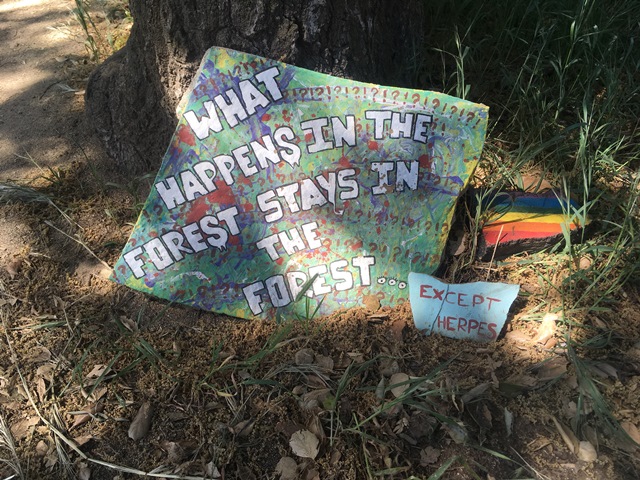 WHAT
HAPPENS IN THE
FOREST STAYS IN
THE
FOREST...
EXCEPT
HERPES